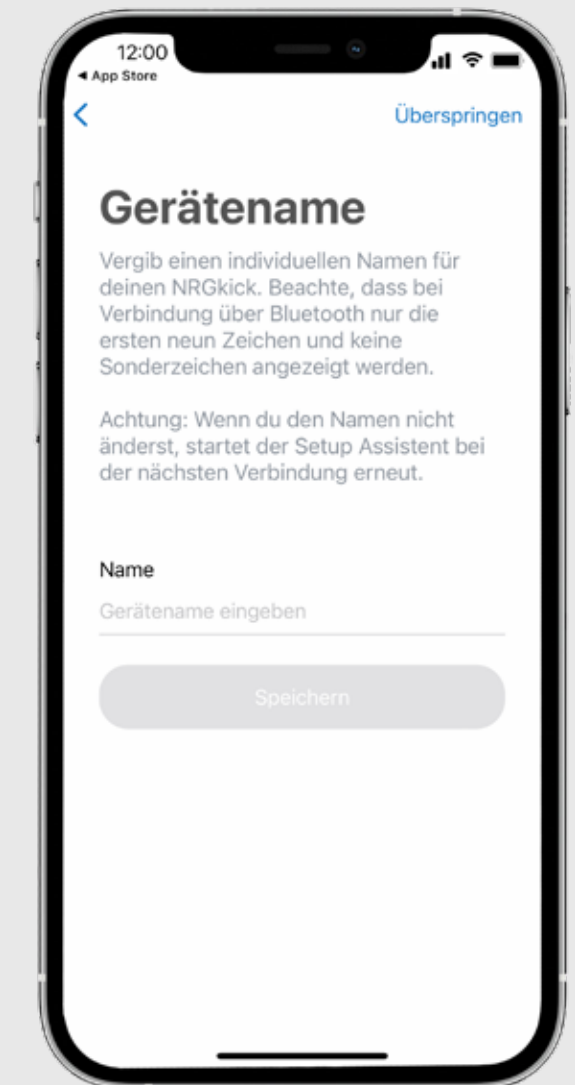 12:00
◀ App Store
Überspringen
Gerätename
Vergib einen individuellen Namen für
deinen NRGkick. Beachte, dass bei
Verbindung über Bluetooth nur die
ersten neun Zeichen und keine
Sonderzeichen angezeigt werden.
Achtung: Wenn du den Namen nicht
änderst, startet der Setup Assistent bei
der nächsten Verbindung erneut.
Name
Gerätename eingeben
Speichern